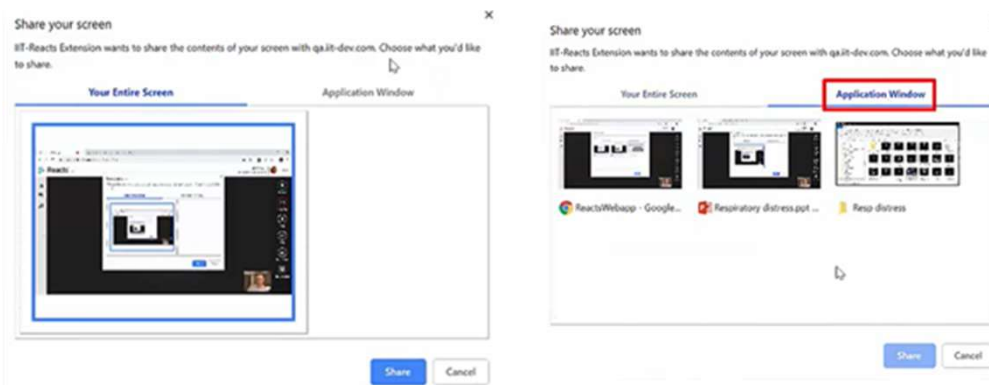 Share your screen
IIT-Reacts Extension wants to share the contents of your screen with qa.iit-dev.com. Choose what you'd like
to share.
Your Entire Screen
Application Window
Reacts
Share
Cancel
Share your screen
IIT-Reacts Extension wants to share the contents of your screen with qa.iit-dev.com. Choose what you'd like
to share.
Your Entire Screen
Application Window
ReactsWebapp - Google...
Respiratory distress.ppt ...
Resp distress
Share
Cancel